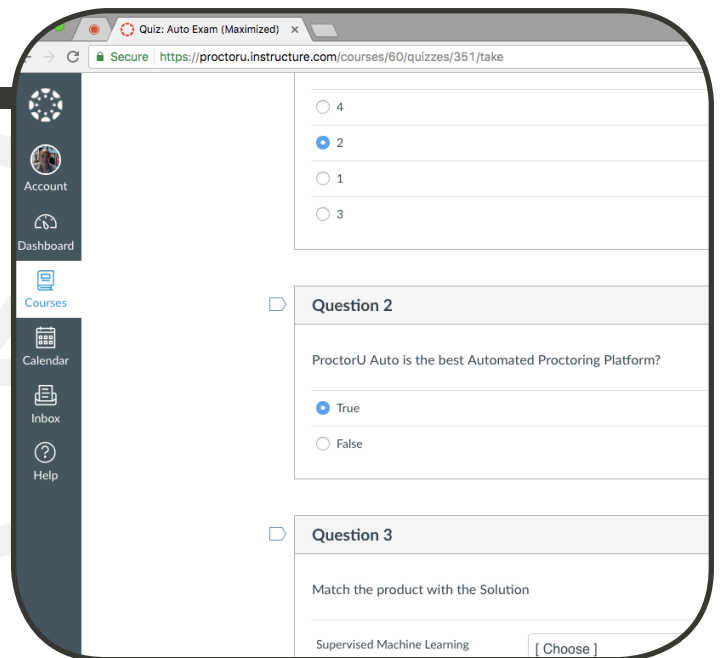 Quiz: Auto Exam (Maximized) ×
Secure https://proctoru.instructure.com/courses/60/quizzes/351/take
4
2
1
3
Account
Dashboard
Courses
Calendar
Inbox
Help
Question 2
ProctorU Auto is the best Automated Proctoring Platform?
True
False
Question 3
Match the product with the Solution
Supervised Machine Learning
[ Choose ]